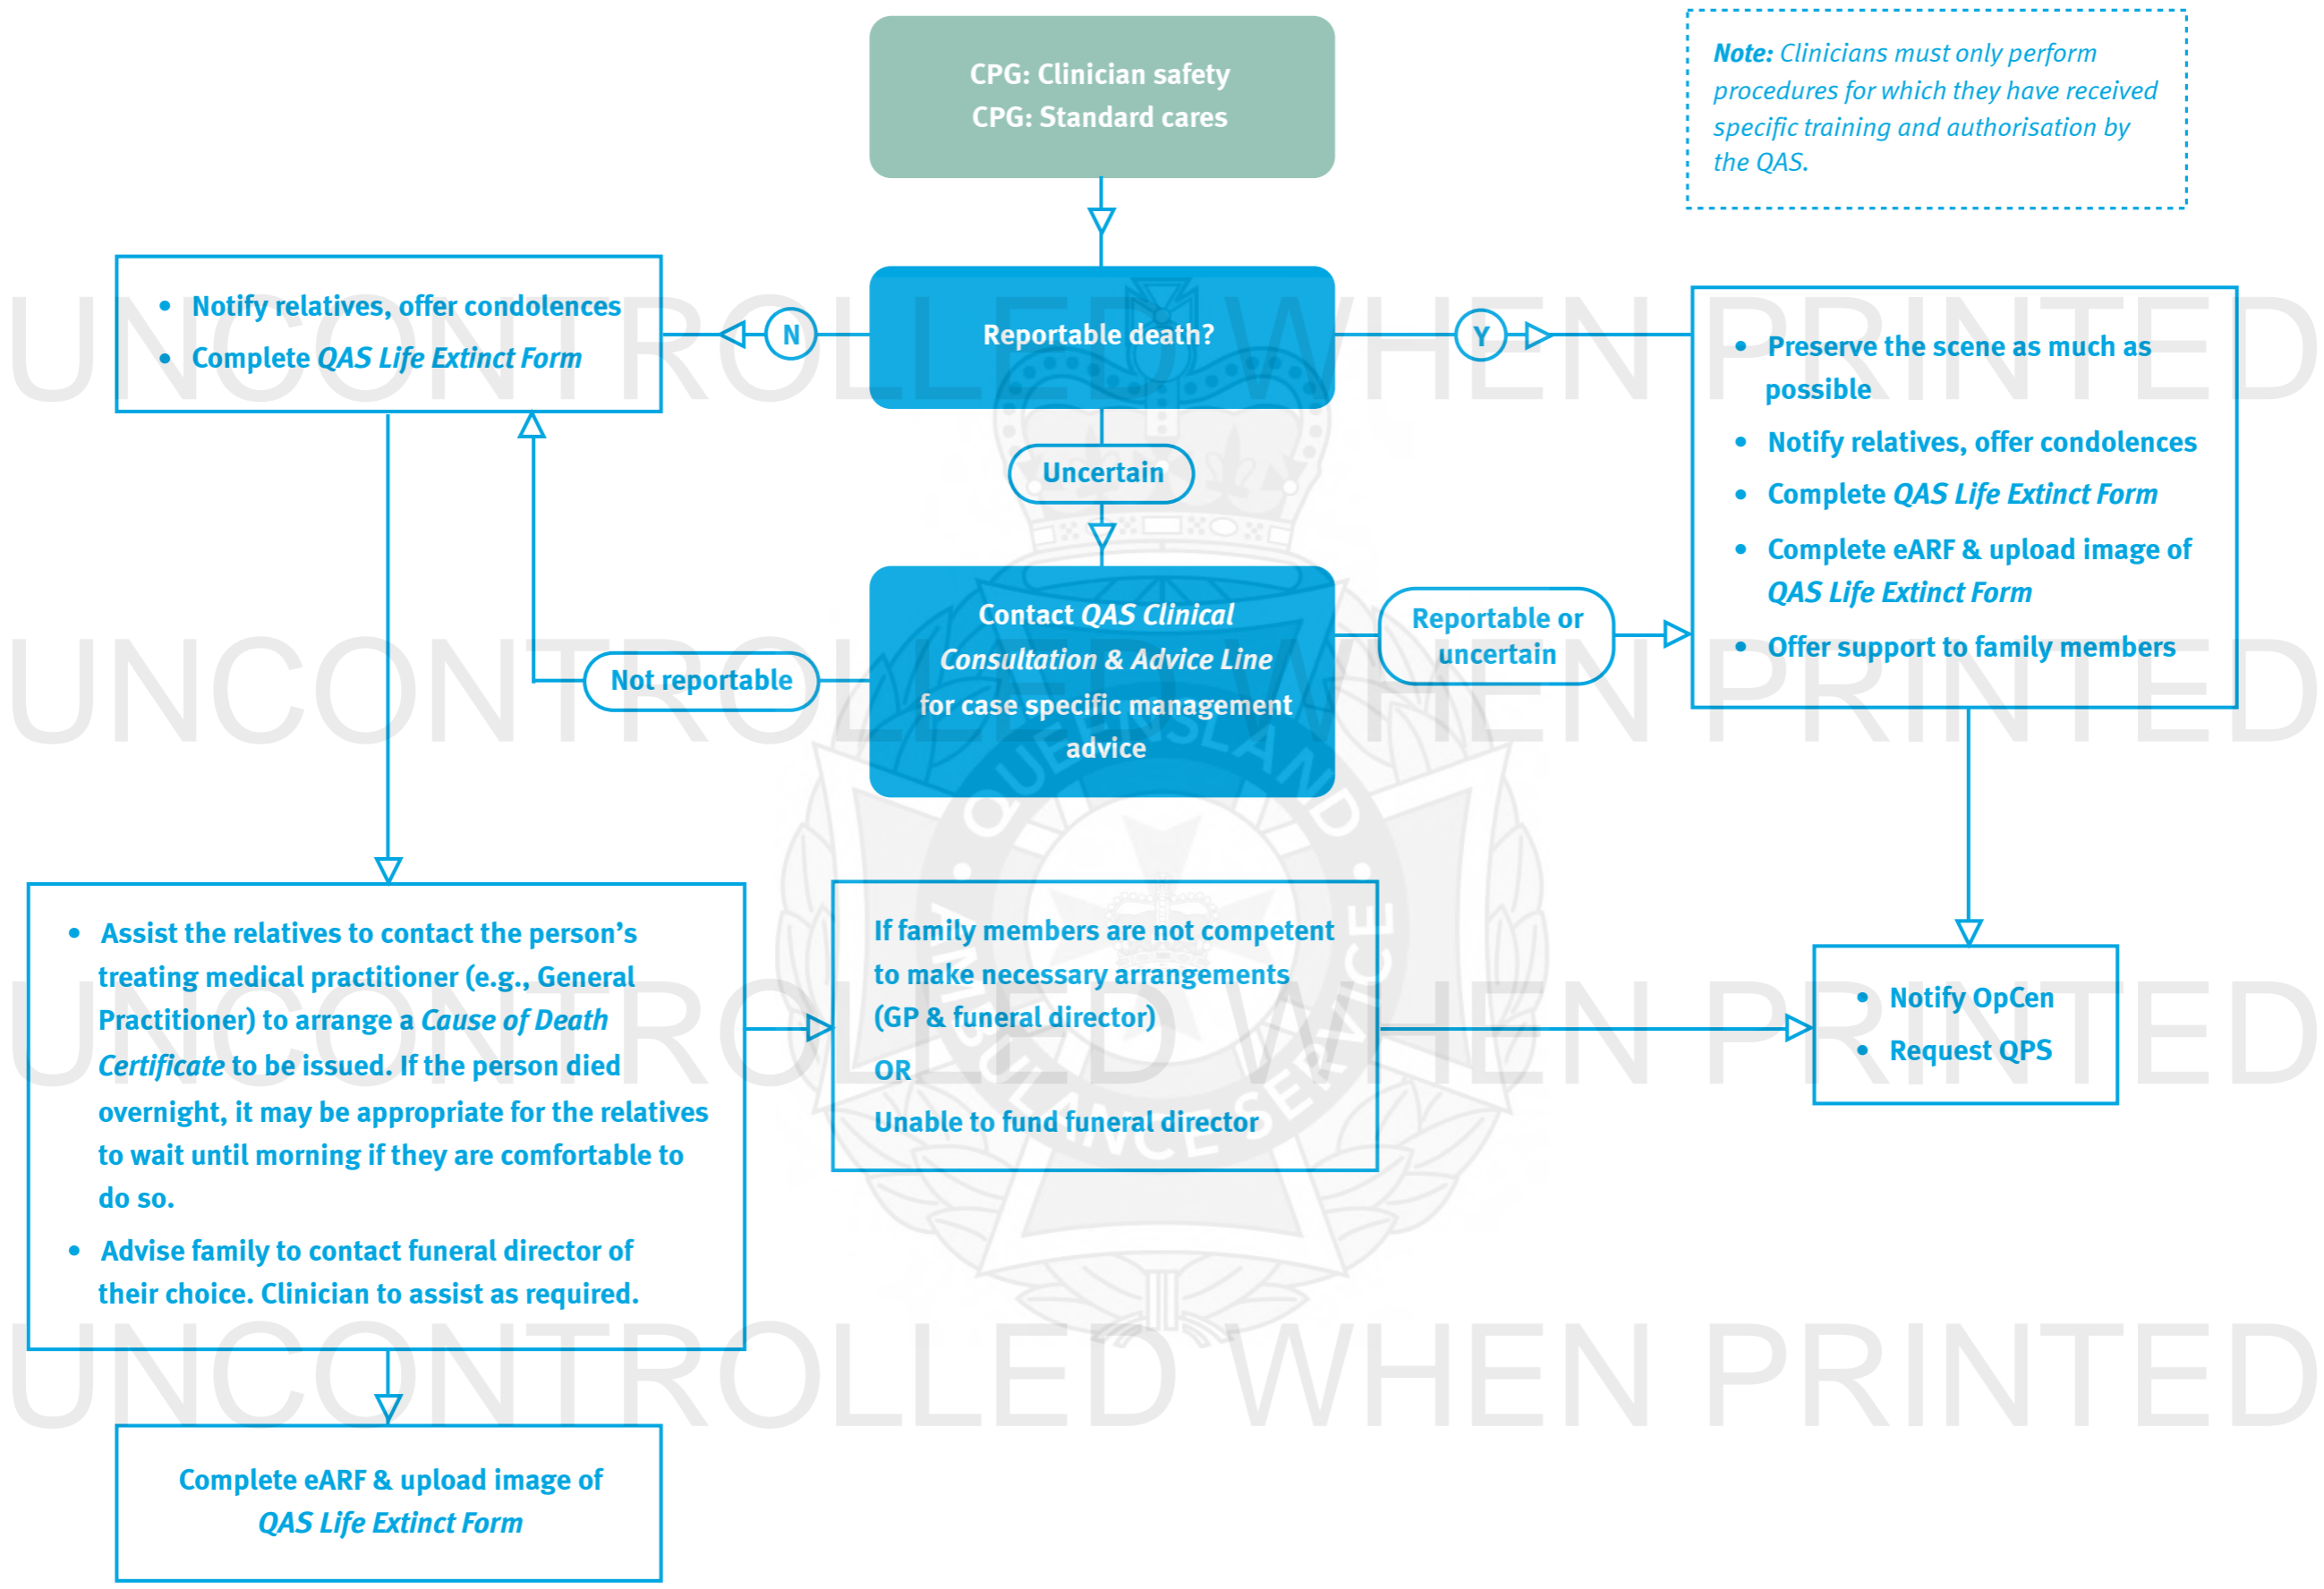 CPG: Clinician safety
CPG: Standard cares
Note: Clinicians must only perform
procedures for which they have received
specific training and authorisation by
the QAS.
• Notify relatives, offer condolences
• Complete QAS Life Extinct Form
N
Reportable death?
Y
• Preserve the scene as much as
possible
• Notify relatives, offer condolences
• Complete QAS Life Extinct Form
• Complete eARF & upload image of
QAS Life Extinct Form
• Offer support to family members
UNCONTROLLED WHEN PRINTED
Uncertain
Contact QAS Clinical
Consultation & Advice Line
for case specific management
advice
Not reportable
Reportable or
uncertain
UNCONTROLLED WHEN PRINTED
• Assist the relatives to contact the person’s
treating medical practitioner (e.g., General
Practitioner) to arrange a Cause of Death
Certificate to be issued. If the person died
overnight, it may be appropriate for the relatives
to wait until morning if they are comfortable to
do so.
• Advise family to contact funeral director of
their choice. Clinician to assist as required.
If family members are not competent
to make necessary arrangements
(GP & funeral director)
OR
Unable to fund funeral director
• Notify OpCen
• Request QPS
QUEENSLAND
AMBULANCE SERVICE
UNCONTROLLED WHEN PRINTED
UNCONTROLLED WHEN PRINTED
Complete eARF & upload image of
QAS Life Extinct Form